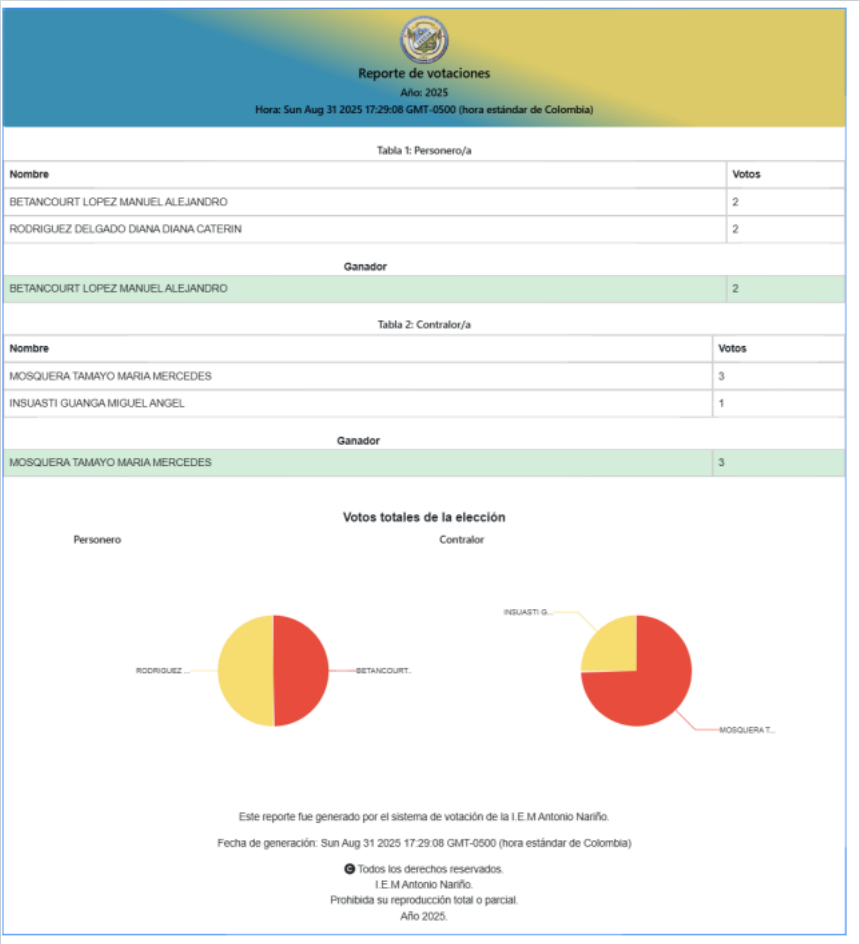 Reporte de votaciones
Año: 2025
Hora: Sun Aug 31 2025 17:29:08 GMT-0500 (hora estándar de Colombia)
Tabla 1: Personero/a
Nombre Votos
BETANCOURT LOPEZ MANUEL ALEJANDRO 2
RODRIGUEZ DELGADO DIANA DIANA CATERIN 2
Ganador
BETANCOURT LOPEZ MANUEL ALEJANDRO 2
Tabla 2: Contralor/a
Nombre Votos
MOSQUERA TAMAYO MARIA MERCEDES 3
INSUASTI GUANGA MIGUEL ANGEL 1
Ganador
MOSQUERA TAMAYO MARIA MERCEDES 3
Votos totales de la elección
Personero Contralor
INSUASTI G...
RODRIGUEZ ... BETANCOURT..
MOSQUERA T...
Este reporte fue generado por el sistema de votación de la I.E.M Antonio Nariño.
Fecha de generación: Sun Aug 31 2025 17:29:08 GMT-0500 (hora estándar de Colombia)
© Todos los derechos reservados.
I.E.M Antonio Nariño.
Prohibida su reproducción total o parcial.
Año 2025.